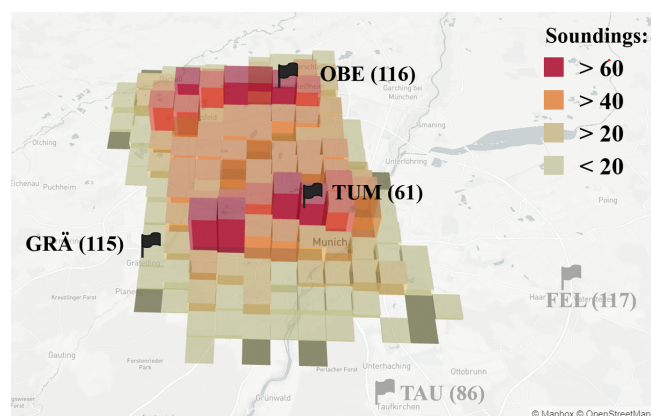 Soundings:
> 60
> 40
> 20
< 20
OBE (116)
Garching bei
München
Ismaning
Olching
Unterföhring
Eichenau
Puchheim
TUM (61)
Poing
GRÄ (115)
Munich
Gräfelfing
Haar
FEL (117)
Kreuzlinger Forst
Gauting
Forstenrieder
Park
Perlacher Forst
Unterhaching
Ottobrunn
Grünwald
TAU (86)
Taufkirchen
© Mapbox © OpenStreetMap